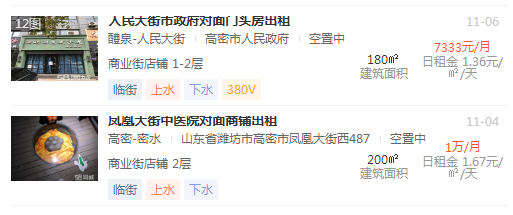 12图
人民大街市政府对面门头房出租
11-06
醴泉-人民大街 高密市人民政府 空置中
7333元/月
180㎡
日租金 1.36元/㎡/天
商业街店铺 1-2层
建筑面积
临街 上水 下水 380V
凤凰大街中医院对面商铺出租
11-04
高密-密水 山东省潍坊市高密市凤凰大街西487 空置中
1万/月
200㎡
日租金 1.67元/㎡/天
商业街店铺 2层
建筑面积
临街 上水 下水